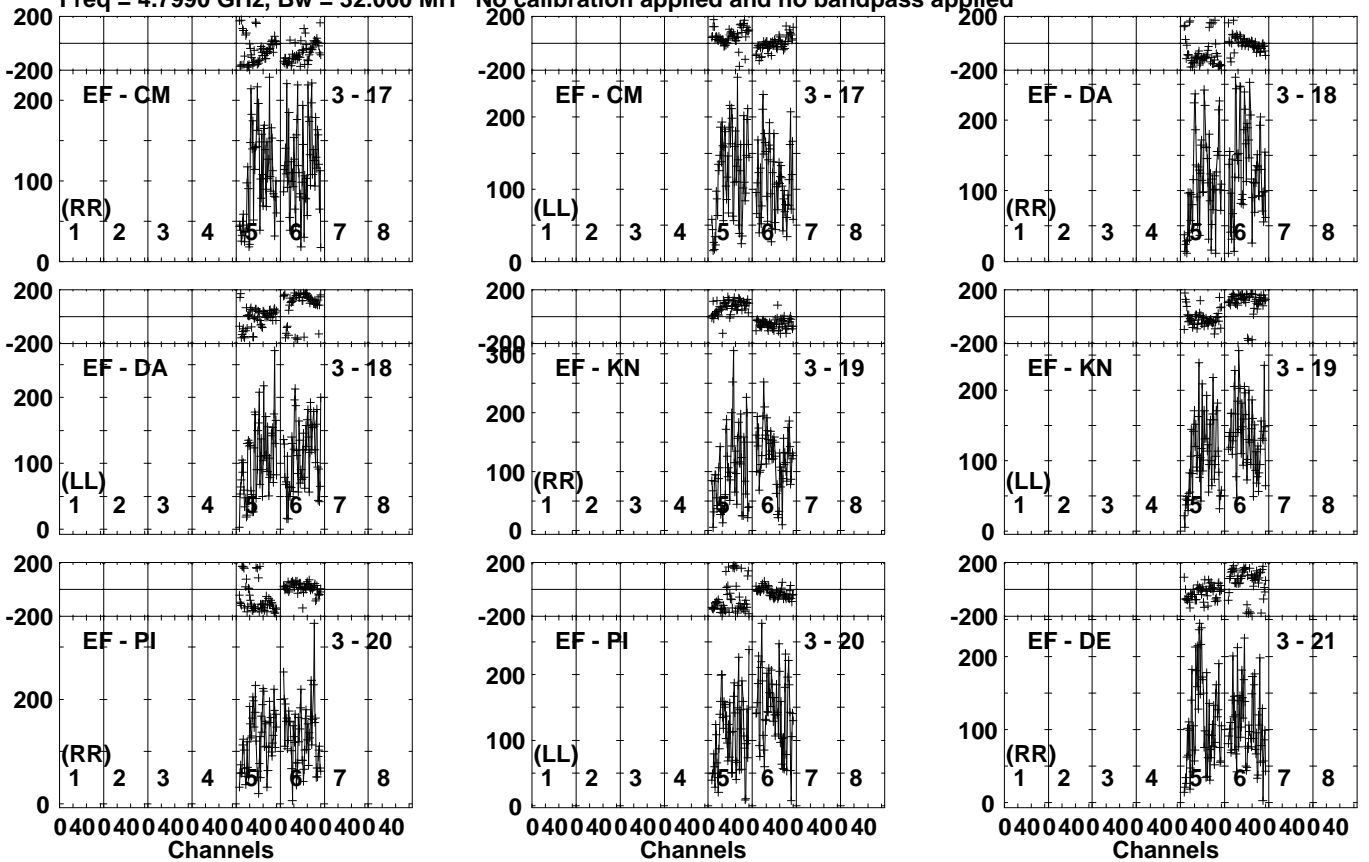 Freq = 4.7990 GHz, Bw = 32.000 MH No calibration applied and no bandpass applied
200 200 200
-200 -200 -200
EF - CM 3 - 17 EF - CM 3 - 17 EF - DA 3 - 18
200 200 200
100 100 100
(RR) (LL) (RR)
1 2 3 4 5 6 7 8 1 2 3 4 5 6 7 8 1 2 3 4 5 6 7 8
0 0 0
200 200 200
-200 -200 -200
300
EF - DA 3 - 18 EF - KN 3 - 19 EF - KN 3 - 19
200 200 200
100 100 100
(LL) (RR) (LL)
1 2 3 4 5 6 7 8 1 2 3 4 5 6 7 8 1 2 3 4 5 6 7 8
0 0 0
200 200 200
-200 -200 -200
EF - PI 3 - 20 EF - PI 3 - 20 EF - DE 3 - 21
200 200 200
100 100
(RR) (LL) (RR)
1 2 3 4 5 6 7 8 1 2 3 4 5 6 7 8 1 2 3 4 5 6 7 8
0 0 0
0 40 0 40 0 40 0 40 0 40 0 40 0 40 0 40 0 40 0 40 0 40 0 40 0 40 0 40 0 40 0 40 0 40 0 40 0 40 0 40 0 40 0 40 0 40 0 40
Channels Channels Channels